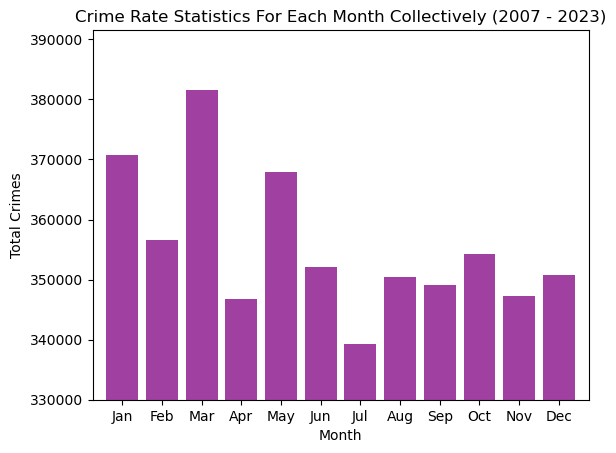 Crime Rate Statistics For Each Month Collectively (2007 - 2023)
390000
380000
370000
360000
350000
340000
330000
Total Crimes
Jan Feb Mar Apr May Jun Jul Aug Sep Oct Nov Dec
Month